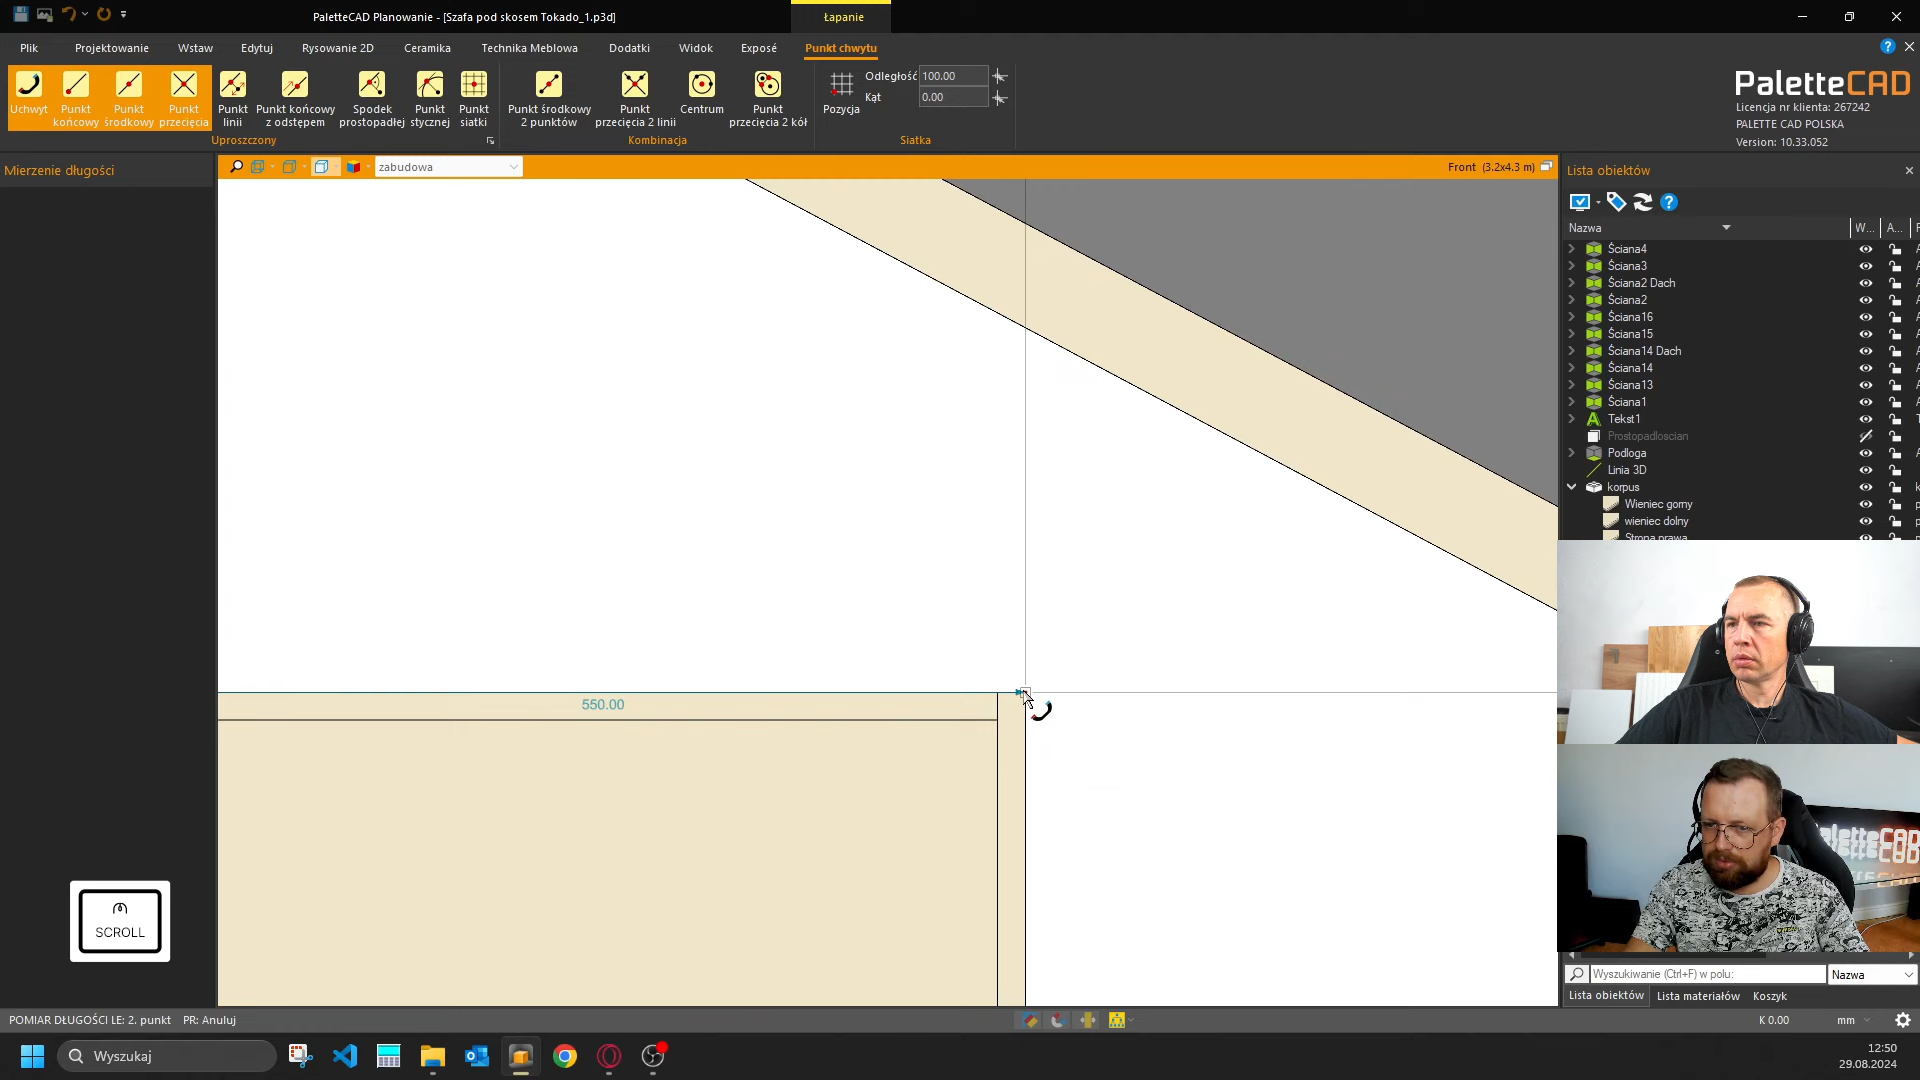 PaletteCAD Planowanie - [Szafa pod skosem Tokado_1.p3d]
Łapanie
Plik
Projektowanie
Wstaw
Edytuj
Rysowanie 2D
Ceramika
Technika Meblowa
Dodatki
Widok
Exposé
Punkt chwytu
Uchwyt
Punkt końcowy
Punkt środkowy
Punkt przecięcia
Punkt linii
Punkt końcowy z odstępem
Spodek prostopadłej
Punkt stycznej
Punkt siatki
Punkt środkowy 2 punktów
Punkt przecięcia 2 linii
Centrum
Punkt przecięcia 2 kół
Pozycja
Odległość 100.00
Kąt 0.00
Uproszczony
Kombinacja
Siatka
PaletteCAD
Licencja nr klienta: 267242
PALETTE CAD POLSKA
Version: 10.33.052
Mierzenie długości
zabudowa
Front (3.2x4.3 m)
Lista obiektów
Nazwa
W...
A...
Ściana4
Ściana3
Ściana2 Dach
Ściana2
Ściana16
Ściana15
Ściana14 Dach
Ściana14
Ściana13
Ściana1
Tekst1
Prostopadloscian
Podloga
Linia 3D
korpus
Wieniec gorny
wieniec dolny
Strona prawa
550.00
SCROLL
PaletteCAD
Wyszukiwanie (Ctrl+F) w polu:
Nazwa
Lista obiektów
Lista materiałów
Koszyk
POMIAR DŁUGOŚCI LE: 2. punkt PR: Anuluj
K 0.00
mm
Wyszukaj
12:50
29.08.2024